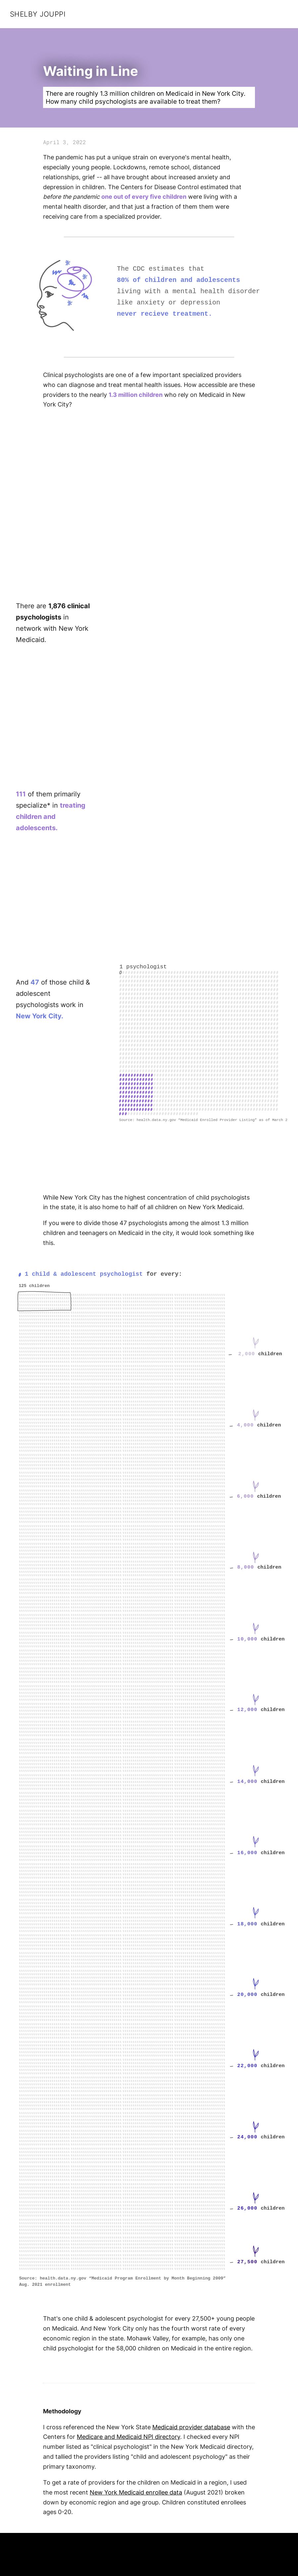 SHELBY JOUPPI
Waiting in Line
There are roughly 1.3 million children on Medicaid in New York City.
How many child psychologists are available to treat them?
April 3, 2022
The pandemic has put a unique strain on everyone's mental health,
especially young people. Lockdowns, remote school, distanced
relationships, grief -- all have brought about increased anxiety and
depression in children. The Centers for Disease Control estimated that
before the pandemic one out of every five children were living with a
mental health disorder, and that just a fraction of them them were
receiving care from a specialized provider.
The CDC estimates that
80% of children and adolescents
living with a mental health disorder
like anxiety or depression
never recieve treatment.
Clinical psychologists are one of a few important specialized providers
who can diagnose and treat mental health issues. How accessible are these
providers to the nearly 1.3 million children who rely on Medicaid in New
York City?
There are 1,876 clinical
psychologists in
network with New York
Medicaid.
111 of them primarily
specialize* in treating
children and
adolescents.
And 47 of those child &
adolescent
psychologists work in
New York City.
1 psychologist
Source: health.data.ny.gov "Medicaid Enrolled Provider Listing" as of March 2
While New York City has the highest concentration of child psychologists
in the state, it is also home to half of all children on New York Medicaid.
If you were to divide those 47 psychologists among the almost 1.3 million
children and teenagers on Medicaid in the city, it would look something like
this.
1 child & adolescent psychologist for every:
125 children
— 2,000 children
— 4,000 children
— 6,000 children
— 8,000 children
— 10,000 children
— 12,000 children
— 14,000 children
— 16,000 children
— 18,000 children
— 20,000 children
— 22,000 children
— 24,000 children
— 26,000 children
— 27,500 children
Source: health.data.ny.gov "Medicaid Program Enrollment by Month Beginning 2009"
Aug. 2021 enrollment
That's one child & adolescent psychologist for every 27,500+ young people
on Medicaid. And New York City only has the fourth worst rate of every
economic region in the state. Mohawk Valley, for example, has only one
child psychologist for the 58,000 children on Medicaid in the entire region.
Methodology
I cross referenced the New York State Medicaid provider database with the
Centers for Medicare and Medicaid NPI directory. I checked every NPI
number listed as "clinical psychologist" in the New York Medicaid directory,
and tallied the providers listing "child and adolescent psychology" as their
primary taxonomy.
To get a rate of providers for the children on Medicaid in a region, I used
the most recent New York Medicaid enrollee data (August 2021) broken
down by economic region and age group. Children constituted enrollees
ages 0-20.